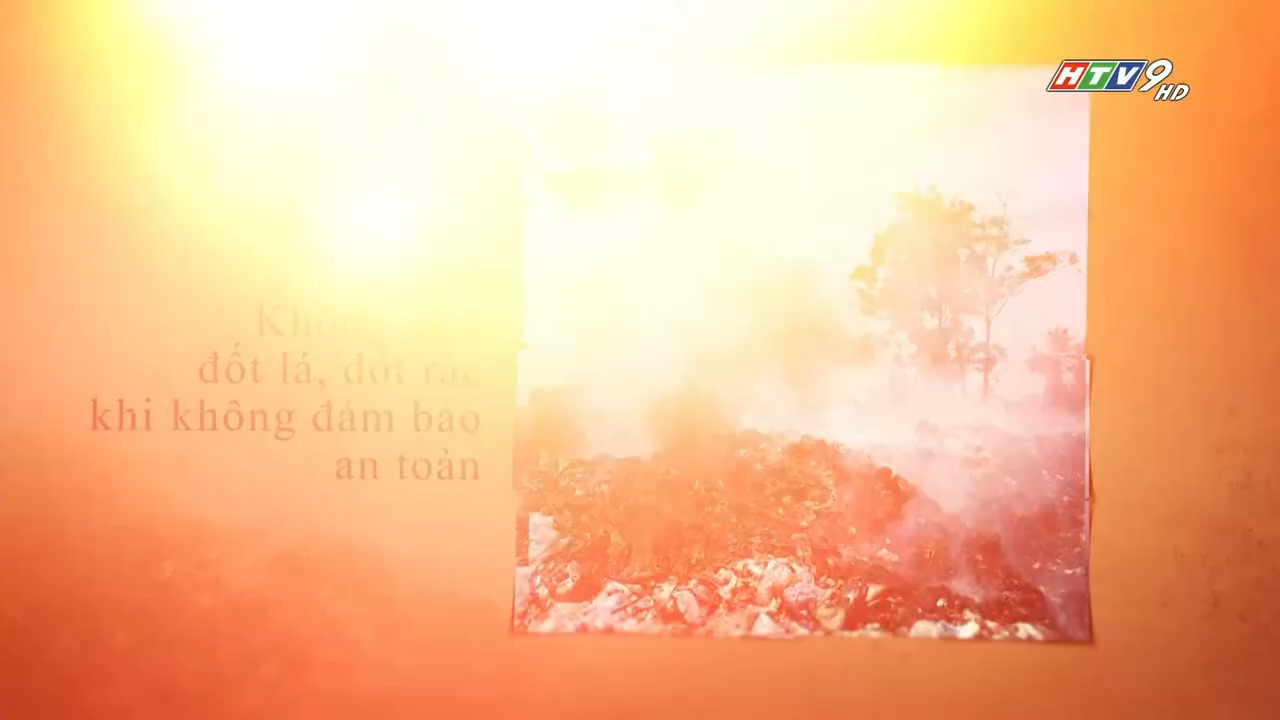 đốt lá, đốt rác
khi không đảm bảo
an toàn
HTV9
HD